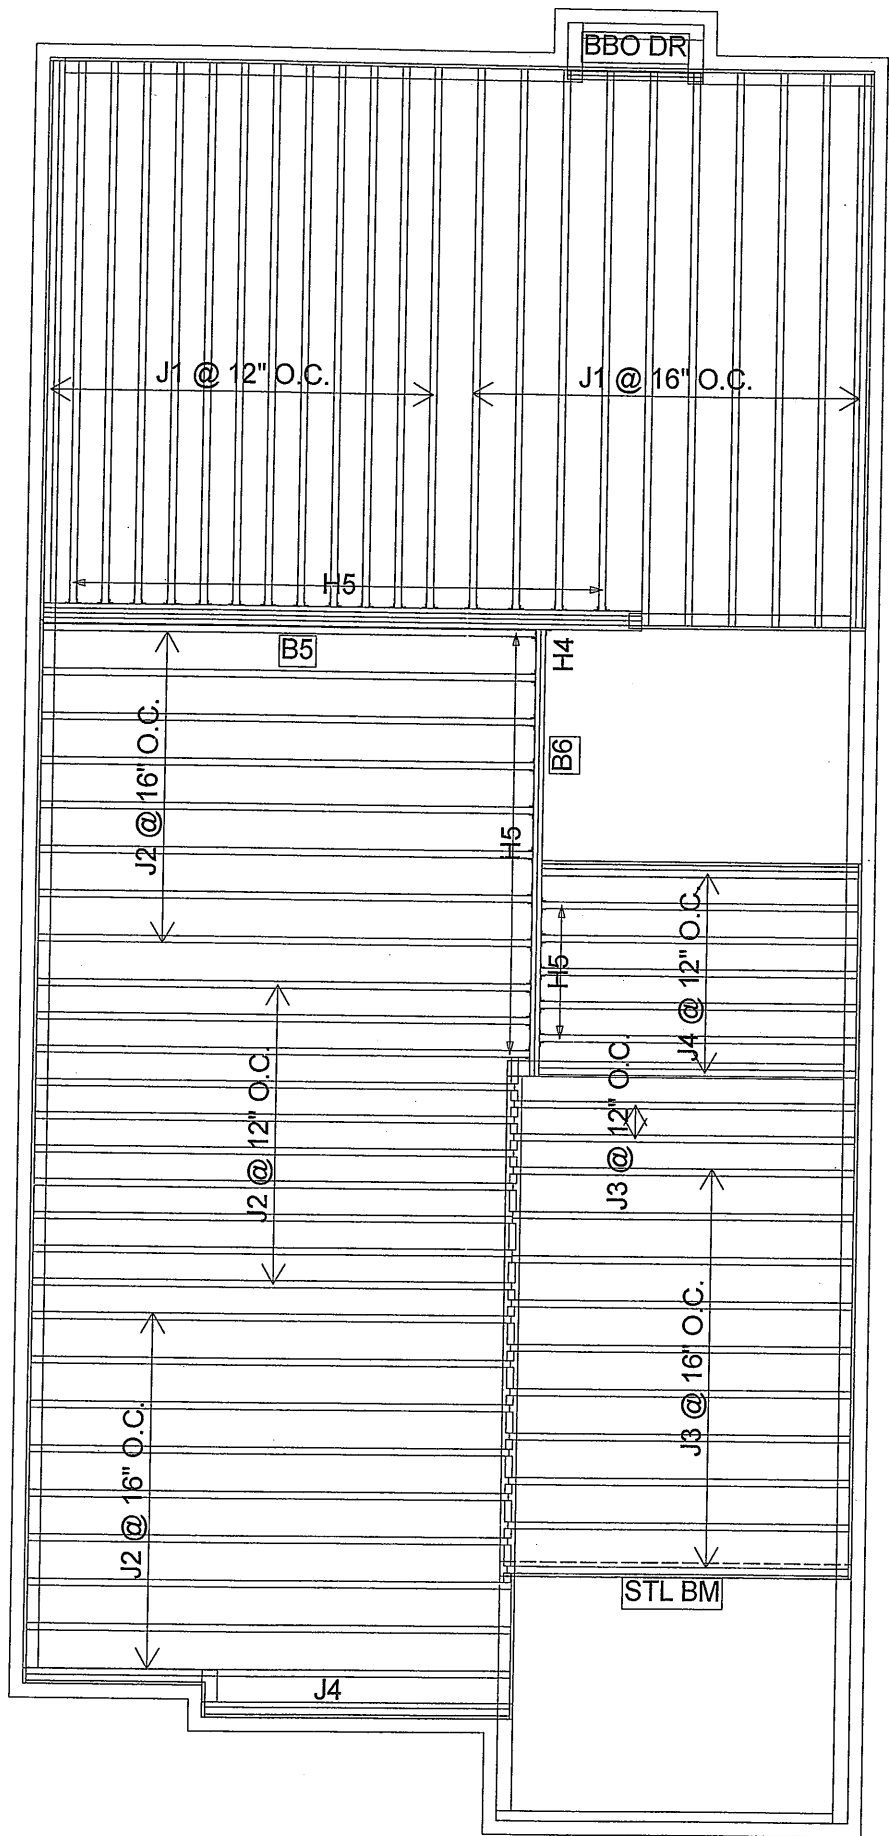 BBO DR
J1 @ 12" O.C.
J1 @ 16" O.C.
H5
B5
H4
J2 @ 16" O.C.
B6
H5
H5
J4 @ 12" O.C.
J2 @ 12" O.C.
J3 @ 12" O.C.
J3 @ 16" O.C.
J2 @ 16" O.C.
STL BM
J4